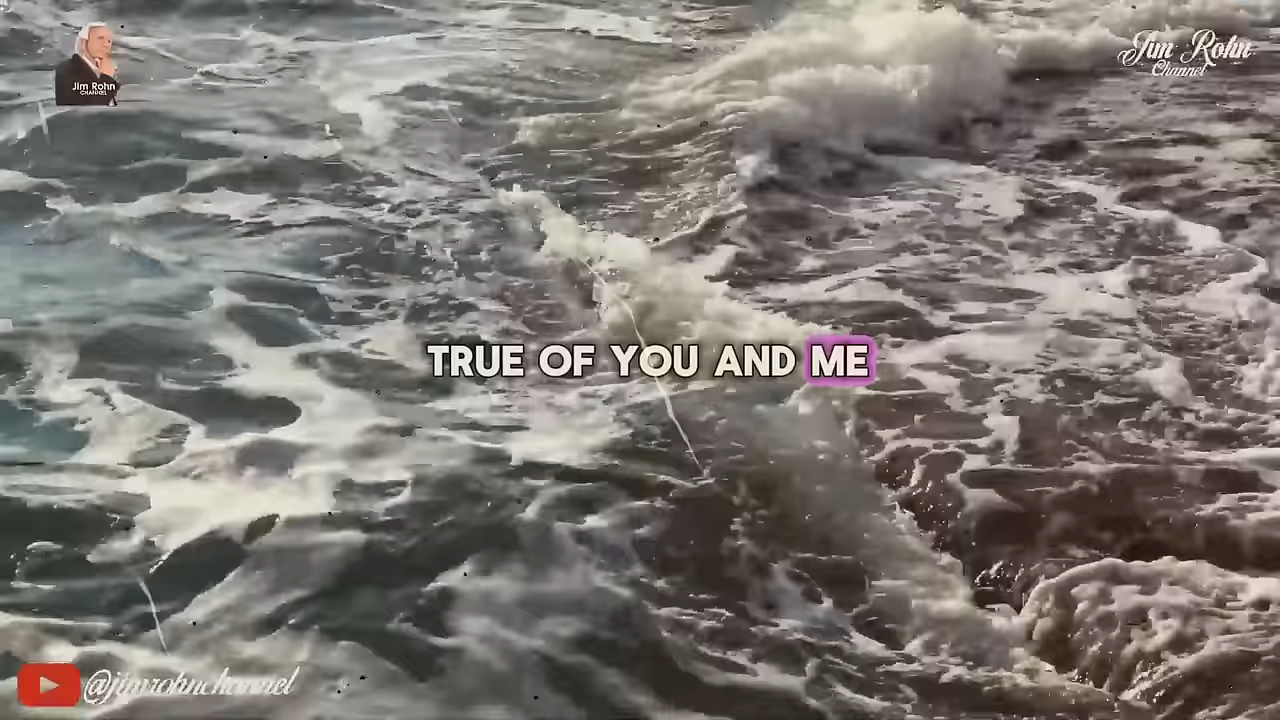 Jim Rohn
CHANNEL
Jim Rohn
Channel
TRUE OF YOU AND ME
@jimrohnchannel